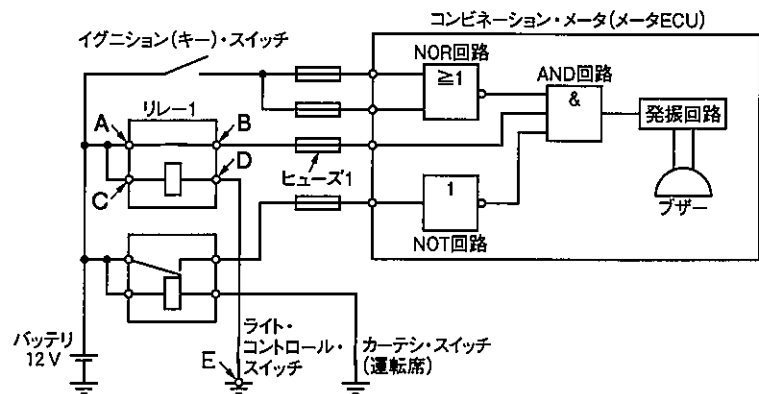 コンビネーション・メータ(メータECU)
イグニション(キー)・スイッチ
NOR回路
≧1
AND回路
&
発振回路
ブザー
リレー1
A
B
C
D
ヒューズ1
1
NOT回路
バッテリ
12V
E
ライト・
コントロール・
スイッチ
カーテシ・スイッチ
(運転席)